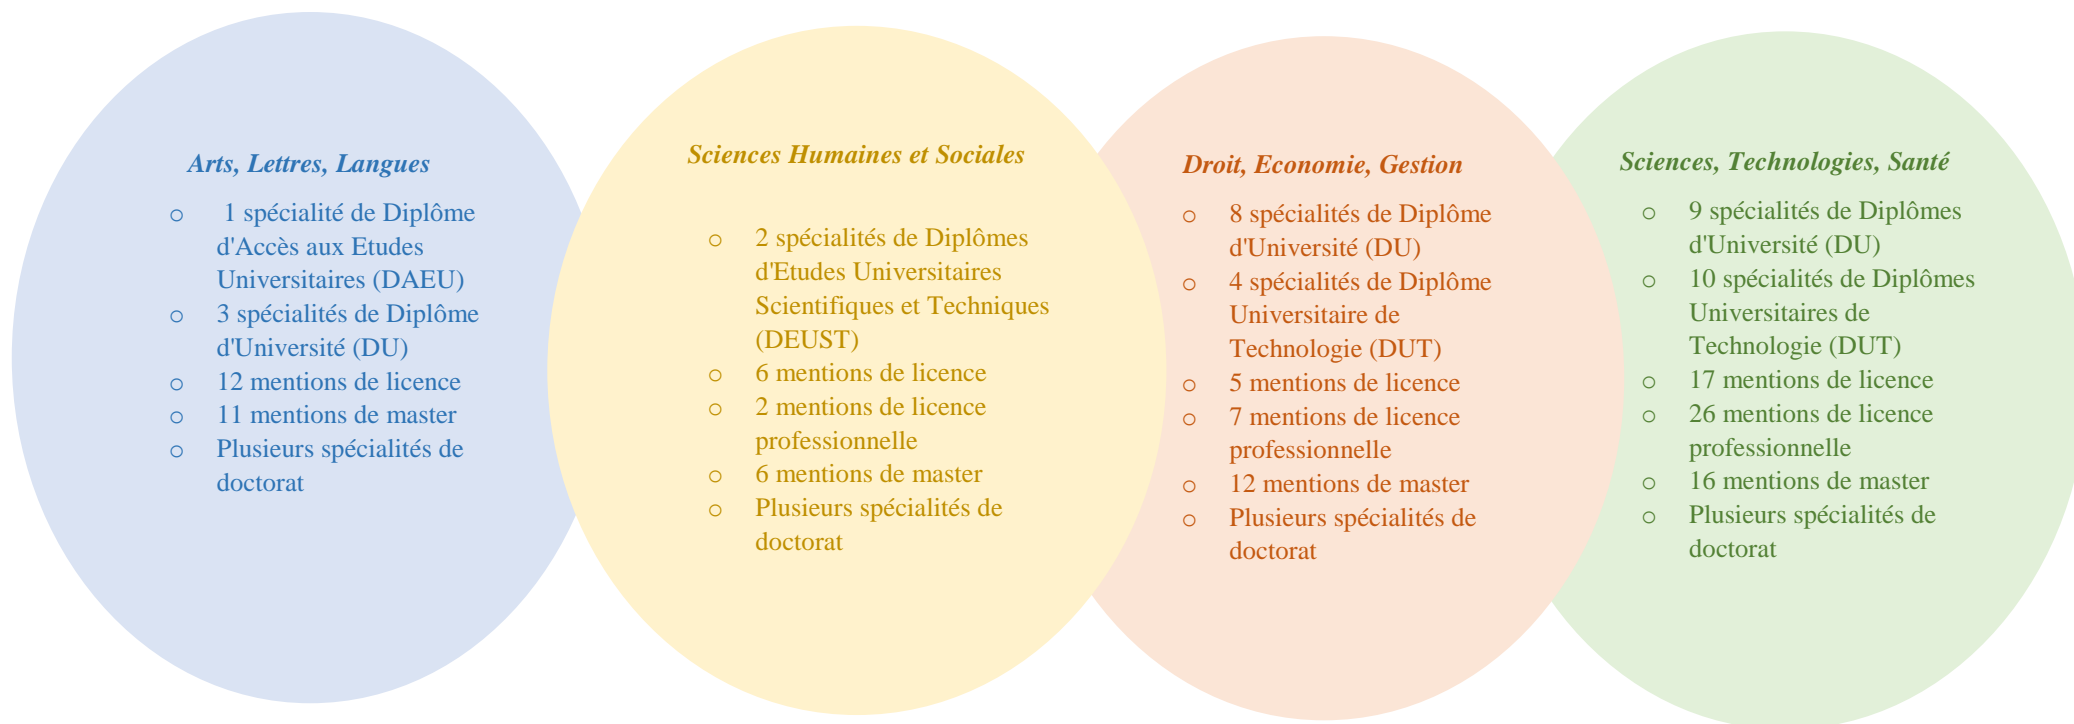 Arts, Lettres, Langues
o 1 spécialité de Diplôme
d'Accès aux Etudes
Universitaires (DAEU)
o 3 spécialités de Diplôme
d'Université (DU)
o 12 mentions de licence
o 11 mentions de master
o Plusieurs spécialités de
doctorat
Sciences Humaines et Sociales
o 2 spécialités de Diplômes
d'Etudes Universitaires
Scientifiques et Techniques
(DEUST)
o 6 mentions de licence
o 2 mentions de licence
professionnelle
o 6 mentions de master
o Plusieurs spécialités de
doctorat
Droit, Economie, Gestion
o 8 spécialités de Diplôme
d'Université (DU)
o 4 spécialités de Diplôme
Universitaire de
Technologie (DUT)
o 5 mentions de licence
o 7 mentions de licence
professionnelle
o 12 mentions de master
o Plusieurs spécialités de
doctorat
Sciences, Technologies, Santé
o 9 spécialités de Diplômes
d'Université (DU)
o 10 spécialités de Diplômes
Universitaires de
Technologie (DUT)
o 17 mentions de licence
o 26 mentions de licence
professionnelle
o 16 mentions de master
o Plusieurs spécialités de
doctorat